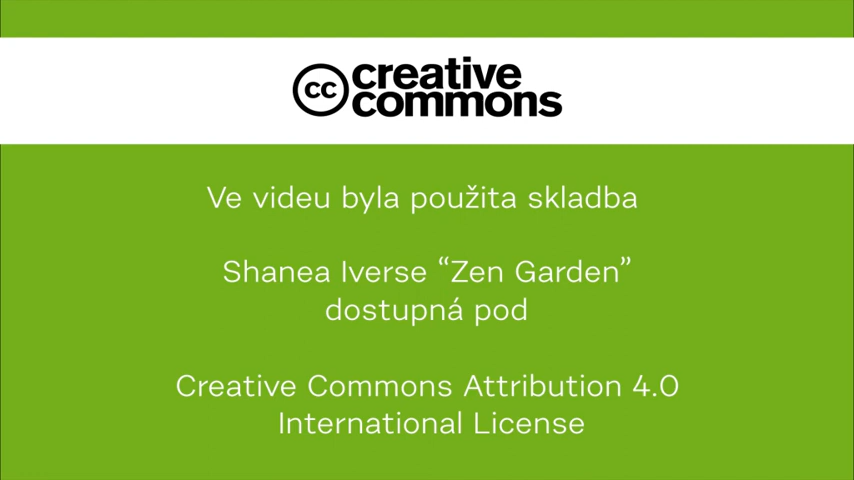 cc creative
commons
Ve videu byla použita skladba
Shanea Iverse “Zen Garden”
dostupná pod
Creative Commons Attribution 4.0
International License